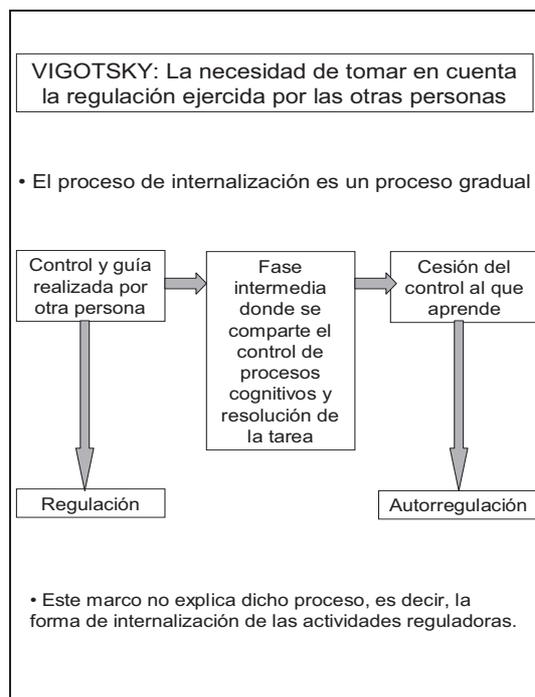 VIGOTSKY: La necesidad de tomar en cuenta
la regulación ejercida por las otras personas
• El proceso de internalización es un proceso gradual
Control y guía
realizada por
otra persona
Fase
intermedia
donde se
comparte el
control de
procesos
cognitivos y
resolución de
la tarea
Cesión del
control al que
aprende
Regulación
Autorregulación
• Este marco no explica dicho proceso, es decir, la
forma de internalización de las actividades reguladoras.